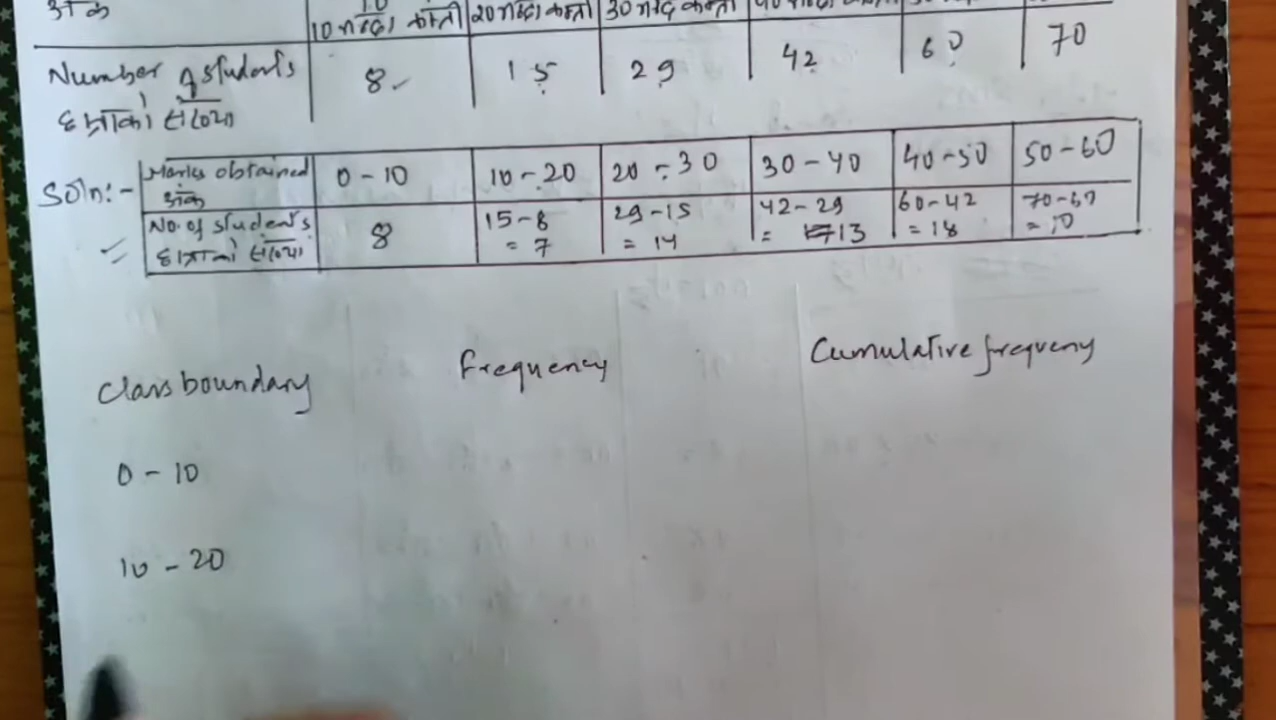 अंक 10 भन्दा कम्ती 20 भन्दा कम्ती 30 भन्दा कम्ती
Number of students 8 15 29 42 60 70
Soln:- Marks obtained 0-10 10-20 20-30 30-40 40-50 50-60
अंक
No. of students 8 15-8 29-15 42-29 60-42 70-60
= 7 = 14 = 13 = 18 = 10
Class boundary Frequency Cumulative frequency
0-10
10-20